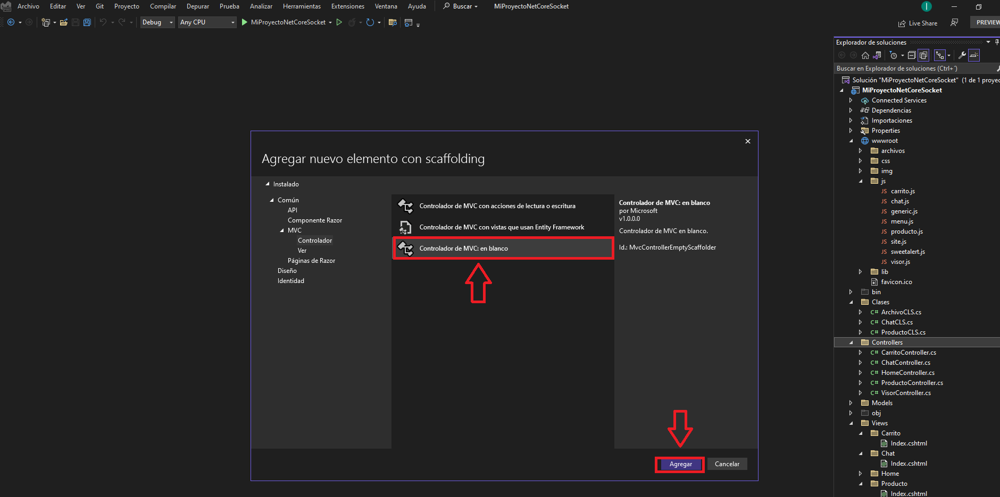 Archivo Editar Ver Git Proyecto Compilar Depurar Prueba Analizar Herramientas Extensiones Ventana Ayuda Buscar MiProyectoNetCoreSocket
Debug Any CPU MiProyectoNetCoreSocket Live Share PREVIEW
Agregar nuevo elemento con scaffolding
Instalado
Común
API
Componente Razor
MVC
Controlador
Ver
Páginas de Razor
Diseño
Identidad
Controlador de MVC con acciones de lectura o escritura
Controlador de MVC con vistas que usan Entity Framework
Controlador de MVC: en blanco
Controlador de MVC: en blanco
por Microsoft
v1.0.0.0
Controlador de MVC en blanco.
Id.: MvcControllerEmptyScaffolder
Agregar Cancelar
Explorador de soluciones
Buscar en Explorador de soluciones (Ctrl+´)
Solución "MiProyectoNetCoreSocket" (1 de 1 proyec
MiProyectoNetCoreSocket
Connected Services
Dependencias
Importaciones
Properties
wwwroot
archivos
css
img
js
JS carrito.js
JS chat.js
JS generic.js
JS menu.js
JS producto.js
JS site.js
JS sweetalert.js
JS visor.js
lib
favicon.ico
bin
Clases
C# ArchivoCLS.cs
C# ChatCLS.cs
C# ProductoCLS.cs
Controllers
C# CarritoController.cs
C# ChatController.cs
C# HomeController.cs
C# ProductoController.cs
C# VisorController.cs
Models
obj
Views
Carrito
Index.cshtml
Chat
Index.cshtml
Home
Producto
Index.cshtml